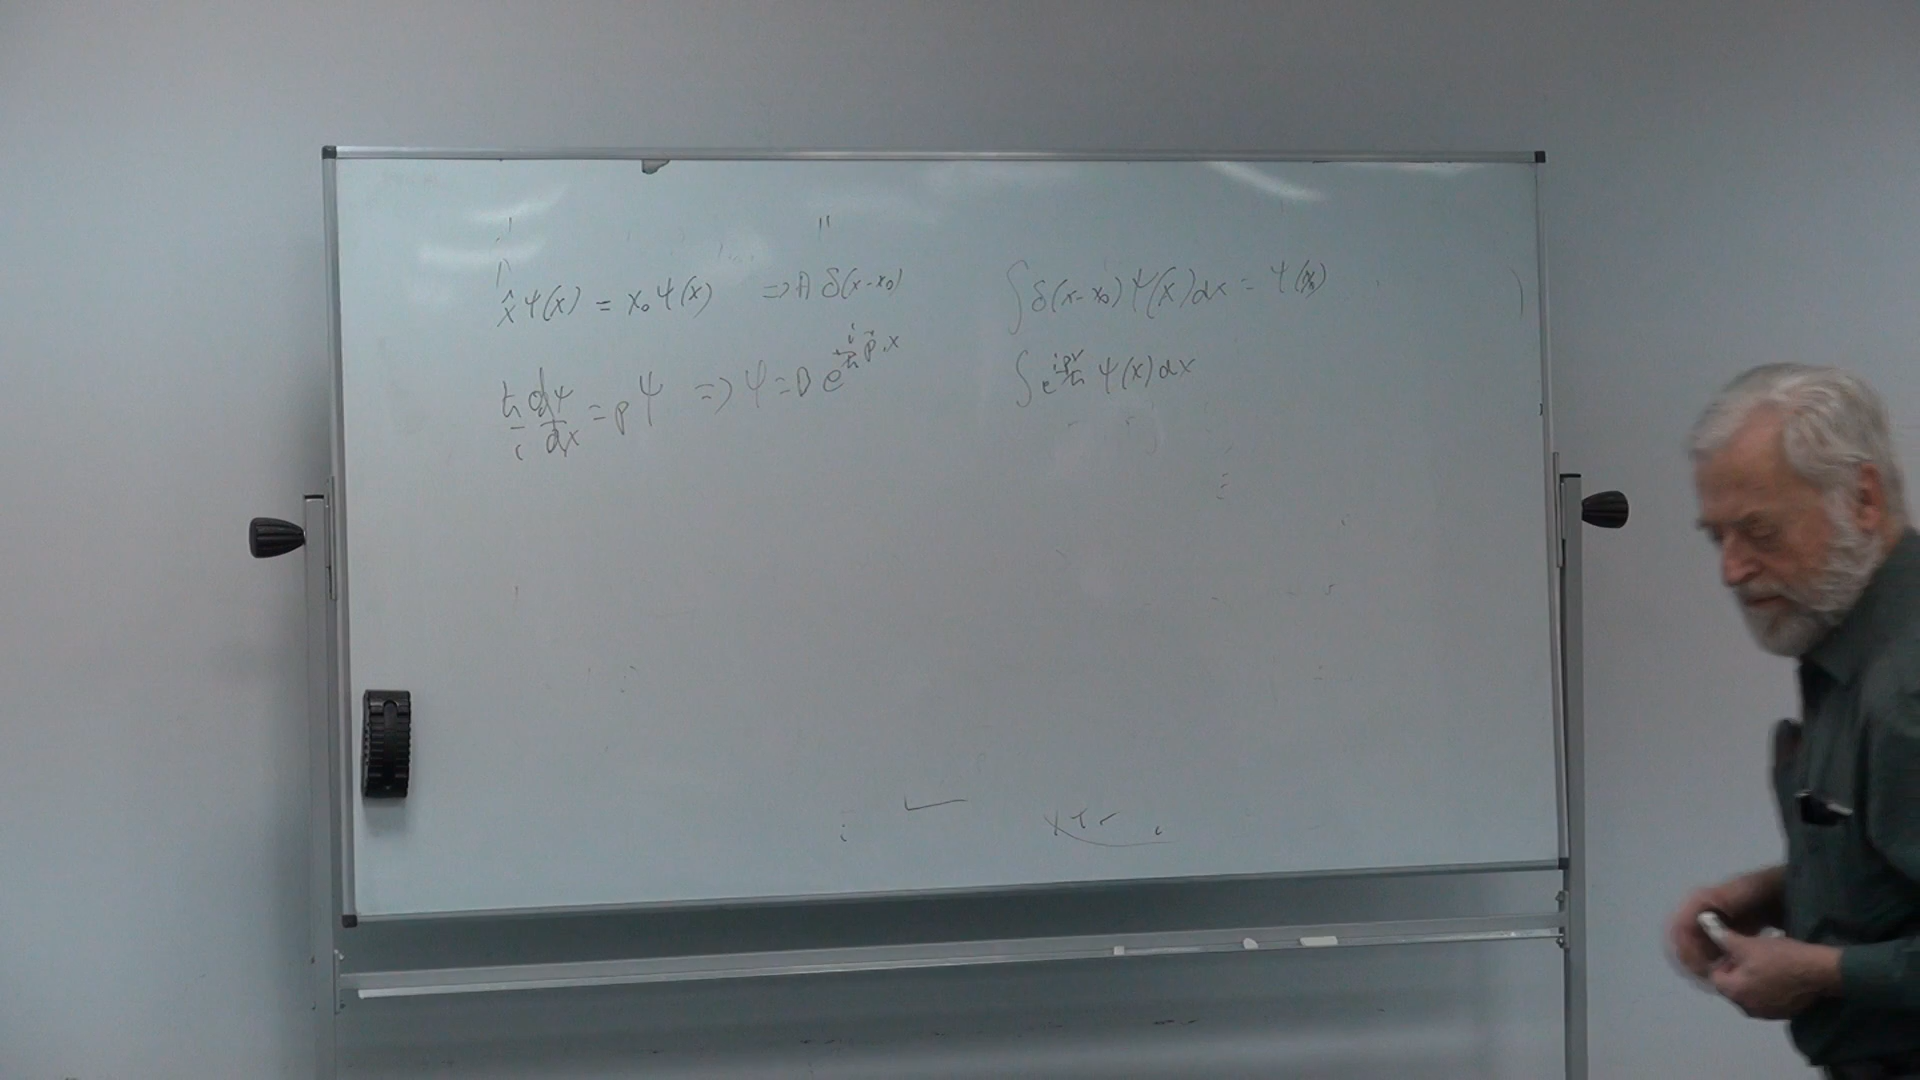 x̂ ψ(x) = x₀ ψ(x) ⇒ A δ(x-x₀)
∫ δ(x-x₀) ψ(x) dx = ψ(x₀)
ħ/i dψ/dx = p ψ ⇒ ψ = D e^{i/ħ p·x}
∫ e^{ipx/ħ} ψ(x) dx